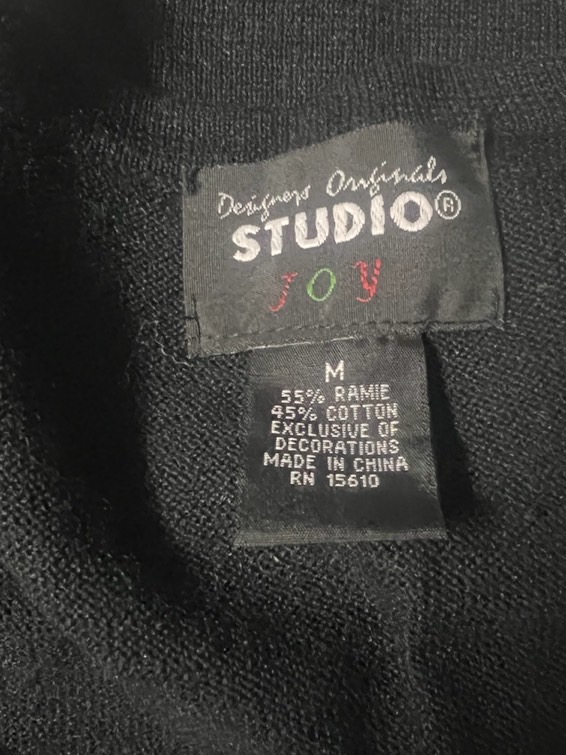 Designers Originals
STUDIO®
JOY
M
55% RAMIE
45% COTTON
EXCLUSIVE OF
DECORATIONS
MADE IN CHINA
RN 15610